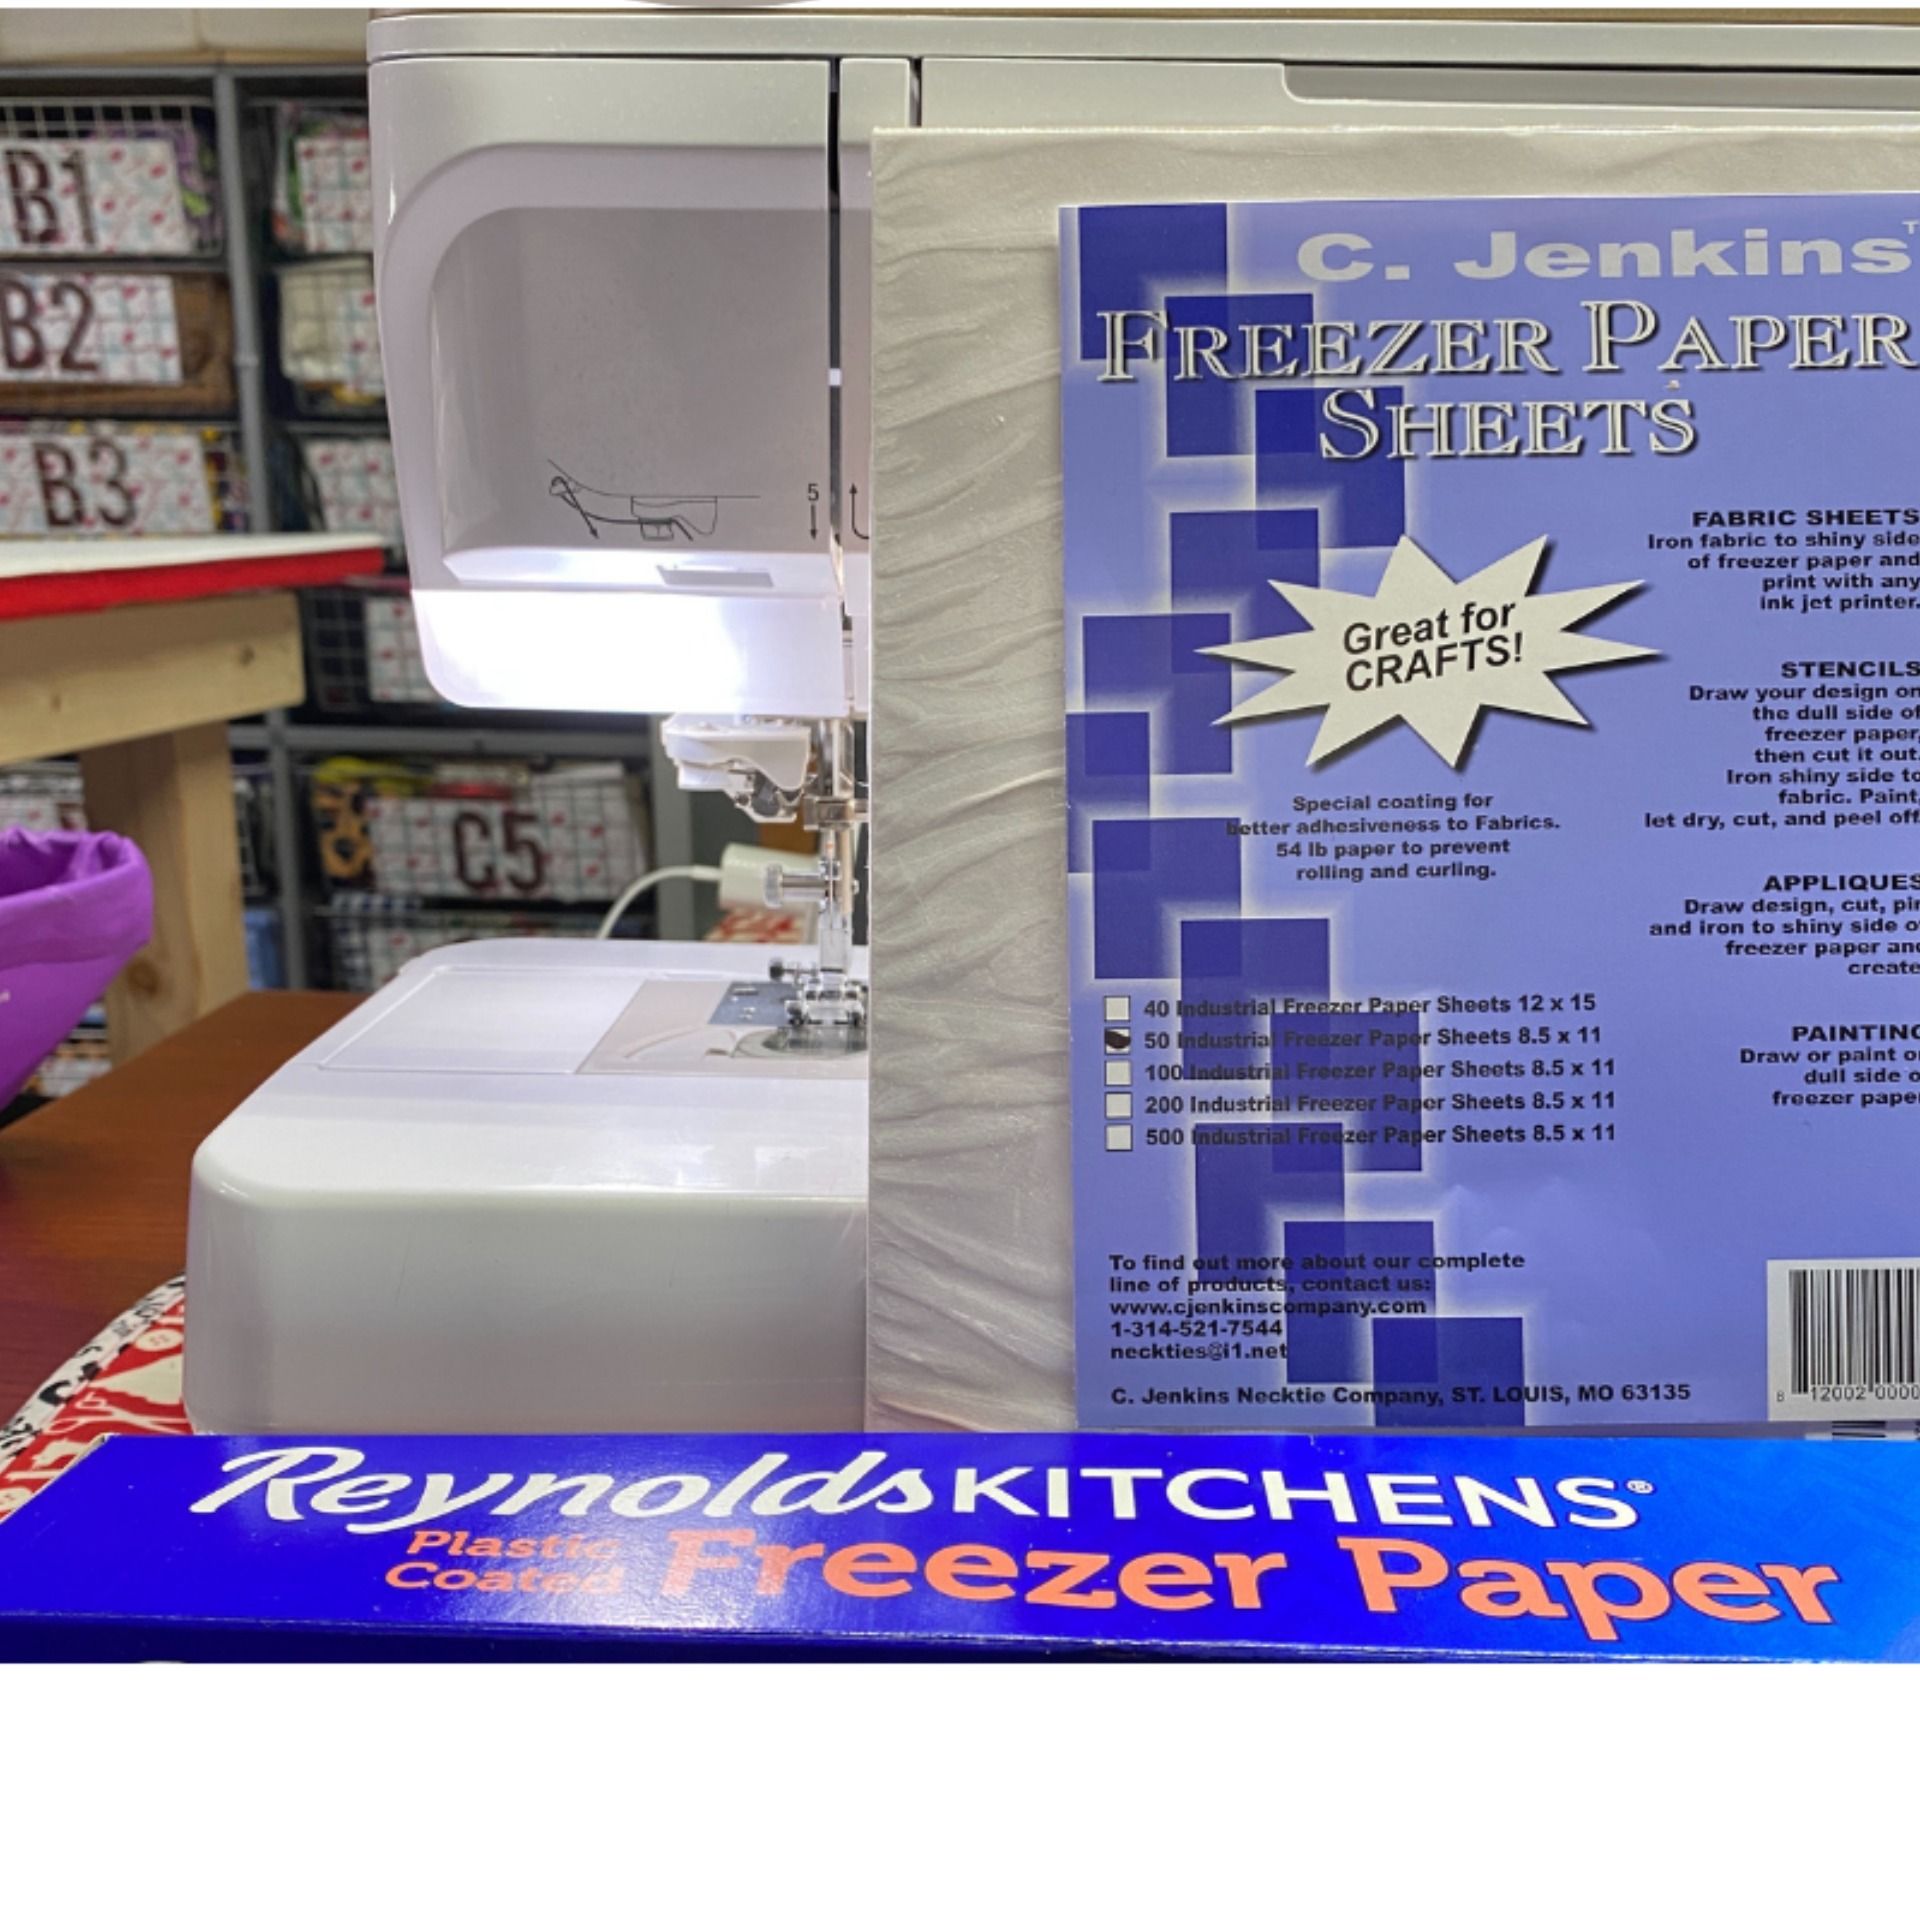 B1
B2
B3
C5
5
C. Jenkins
FREEZER PAPER
SHEETS
FABRIC SHEETS
Iron fabric to shiny side
of freezer paper and
print with any
ink jet printer.
Great for
CRAFTS!
STENCILS
Draw your design on
the dull side of
freezer paper,
then cut it out.
Iron shiny side to
fabric. Paint,
let dry, cut, and peel off.
Special coating for
better adhesiveness to Fabrics.
54 lb paper to prevent
rolling and curling.
APPLIQUES
Draw design, cut, pin
and iron to shiny side of
freezer paper and
create
40 Industrial Freezer Paper Sheets 12 x 15
50 Industrial Freezer Paper Sheets 8.5 x 11
100 Industrial Freezer Paper Sheets 8.5 x 11
200 Industrial Freezer Paper Sheets 8.5 x 11
500 Industrial Freezer Paper Sheets 8.5 x 11
PAINTING
Draw or paint on
dull side of
freezer paper
To find out more about our complete
line of products, contact us:
www.cjenkinscompany.com
1-314-521-7544
neckties@i1.net
C. Jenkins Necktie Company, ST. LOUIS, MO 63135
8 12002 0000
Reynolds KITCHENS®
Plastic
Coated
Freezer Paper